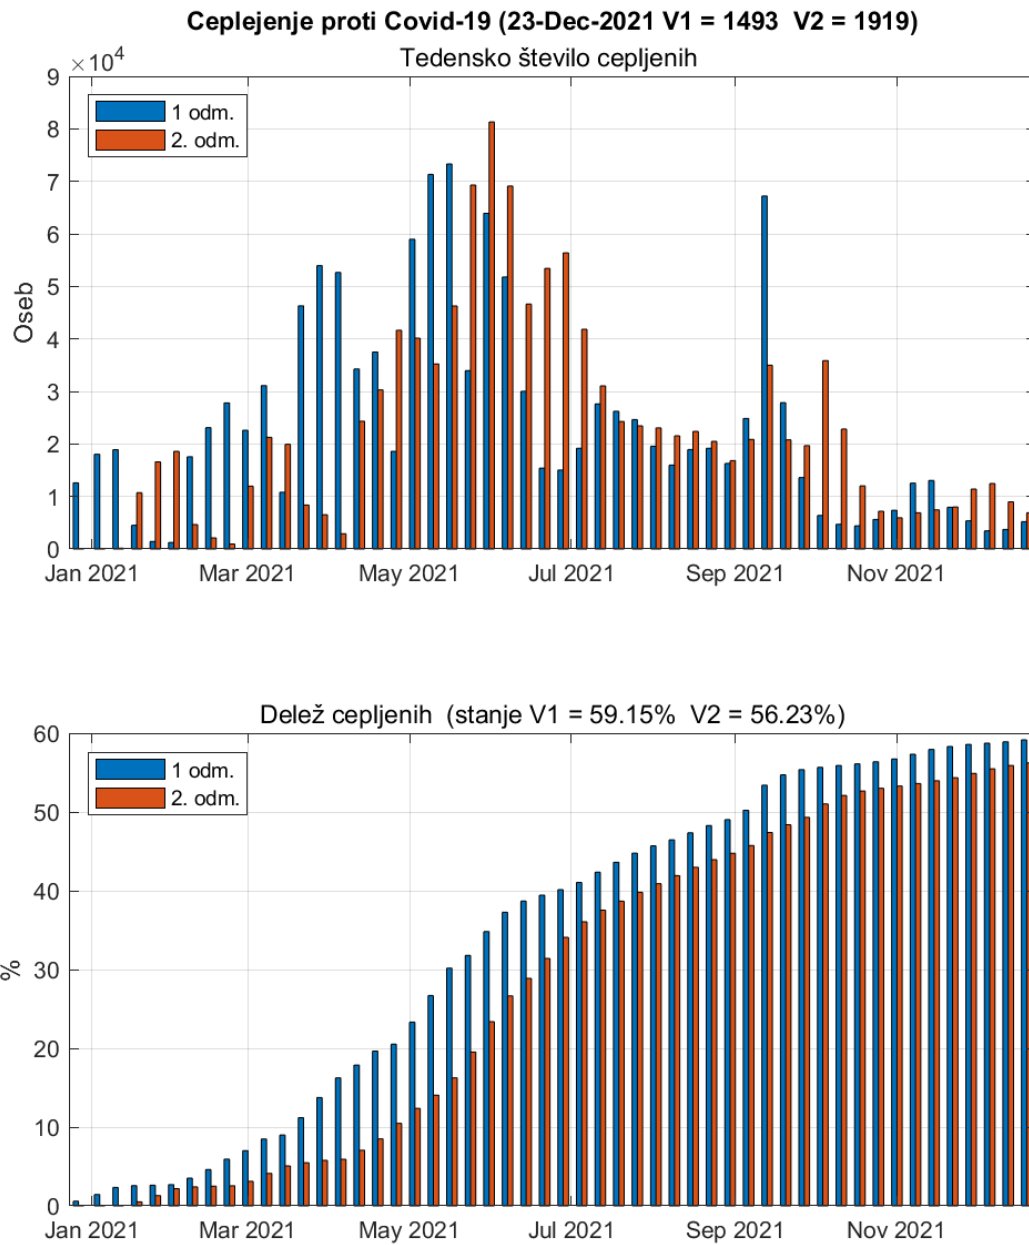 Ceplejenje proti Covid-19 (23-Dec-2021 V1 = 1493 V2 = 1919)
×10⁴
Tedensko število cepljenih
9
8
7
6
5
4
3
2
1
0
Oseb
1 odm.
2. odm.
Jan 2021 Mar 2021 May 2021 Jul 2021 Sep 2021 Nov 2021
Delež cepljenih (stanje V1 = 59.15% V2 = 56.23%)
60
50
40
30
20
10
0
%
1 odm.
2. odm.
Jan 2021 Mar 2021 May 2021 Jul 2021 Sep 2021 Nov 2021